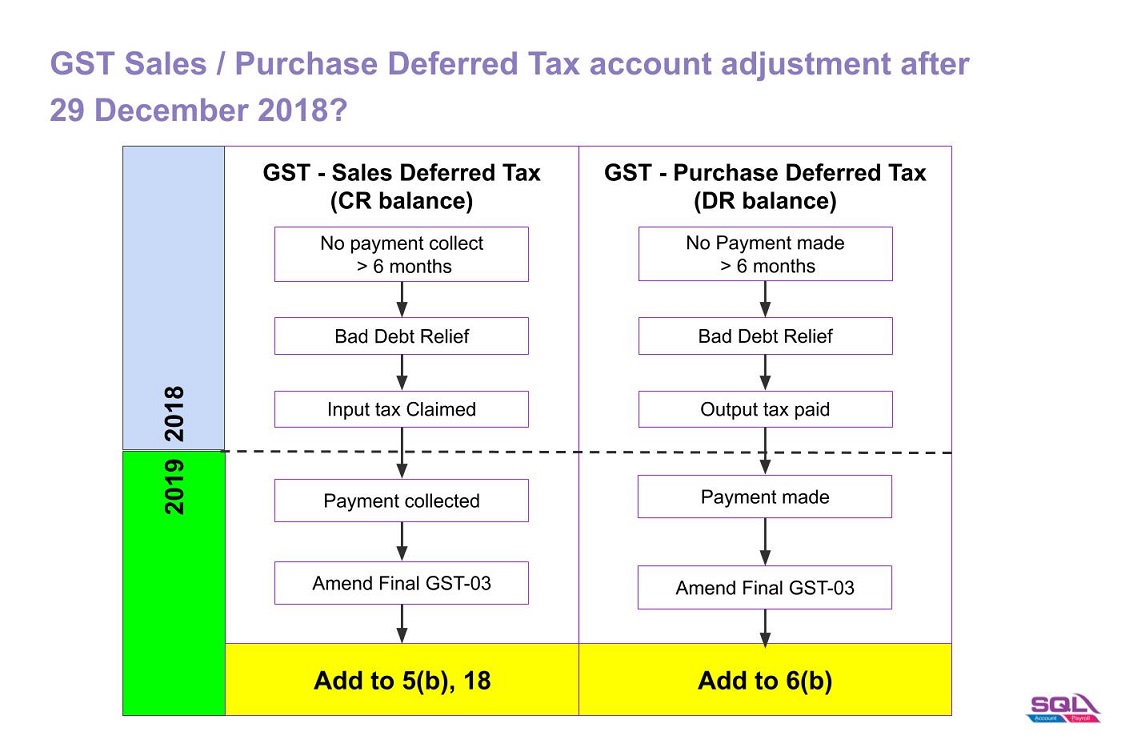 GST Sales / Purchase Deferred Tax account adjustment after
29 December 2018?
2018
2019
GST - Sales Deferred Tax
(CR balance)
No payment collect
> 6 months
Bad Debt Relief
Input tax Claimed
Payment collected
Amend Final GST-03
Add to 5(b), 18
GST - Purchase Deferred Tax
(DR balance)
No Payment made
> 6 months
Bad Debt Relief
Output tax paid
Payment made
Amend Final GST-03
Add to 6(b)
SQL
Account Payroll